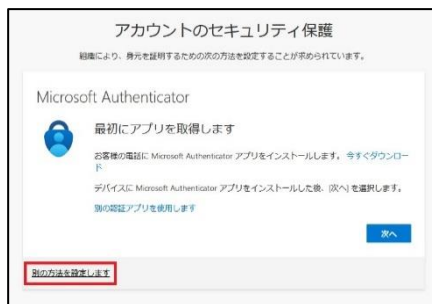 アカウントのセキュリティ保護
組織により、身元を証明するための次の方法を設定することが求められています。
Microsoft Authenticator
最初にアプリを取得します
お客様の電話に Microsoft Authenticator アプリをインストールします。今すぐダウンロー
ド
デバイスに Microsoft Authenticator アプリをインストールした後、[次へ] を選択します。
別の認証アプリを使用します
次へ
別の方法を設定します